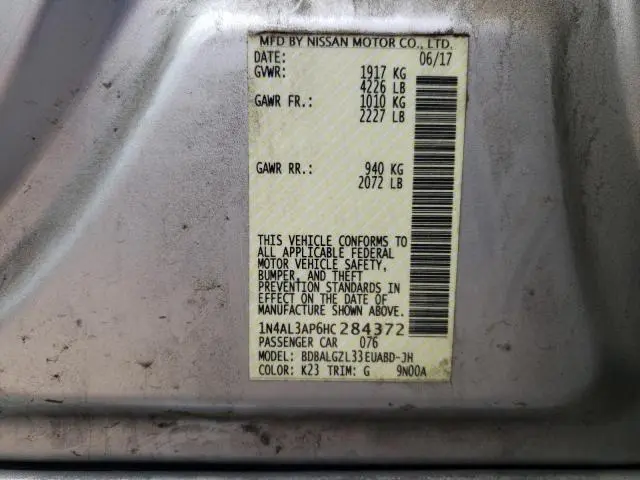 MFD BY NISSAN MOTOR CO., LTD.
DATE: 06/17
GVWR: 1917 KG
4226 LB
GAWR FR.: 1010 KG
2227 LB
GAWR RR.: 940 KG
2072 LB
THIS VEHICLE CONFORMS TO
ALL APPLICABLE FEDERAL
MOTOR VEHICLE SAFETY,
BUMPER, AND THEFT
PREVENTION STANDARDS IN
EFFECT ON THE DATE OF
MANUFACTURE SHOWN ABOVE.
1N4AL3AP6HC284372
PASSENGER CAR 076
MODEL: BDBALGZL33EUABD-JH
COLOR: K23 TRIM: G 9N00A